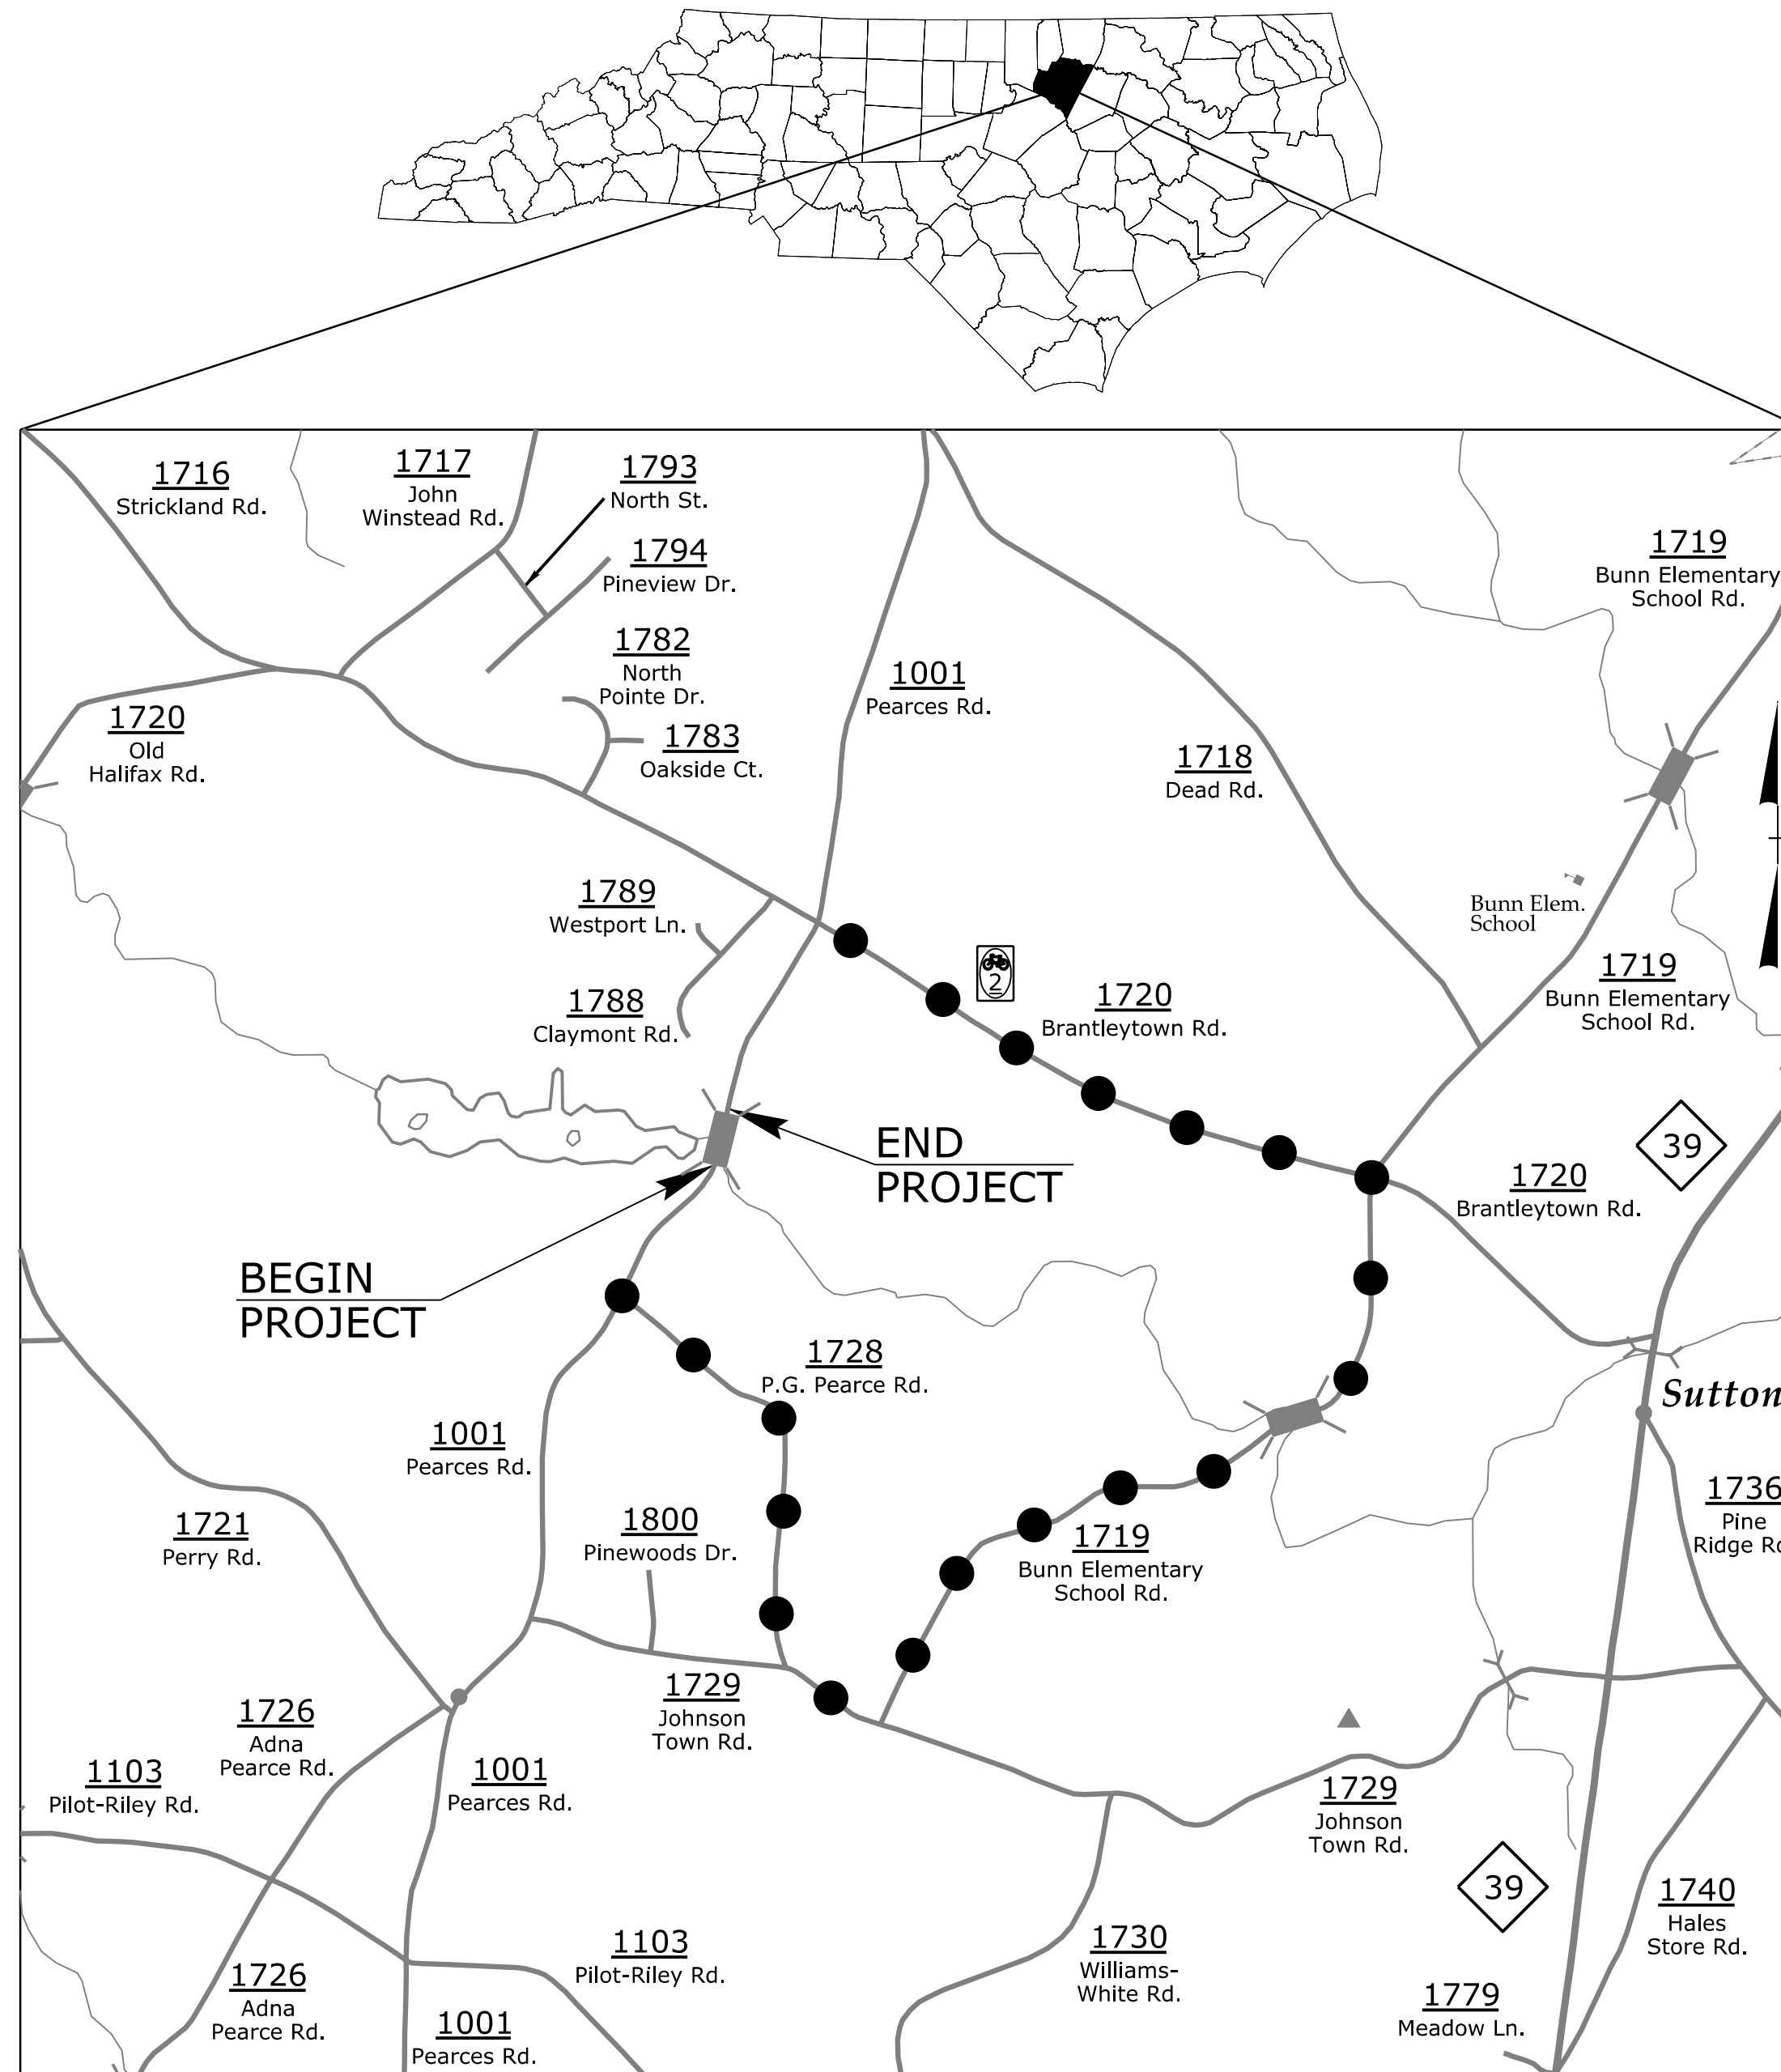 1716
Strickland Rd.
1717
John
Winstead Rd.
1793
North St.
1794
Pineview Dr.
1719
Bunn Elementary
School Rd.
1782
North
Pointe Dr.
1001
Pearces Rd.
1720
Old
Halifax Rd.
1783
Oakside Ct.
1718
Dead Rd.
1789
Westport Ln.
Bunn Elem.
School
2
1720
Brantleytown Rd.
1719
Bunn Elementary
School Rd.
1788
Claymont Rd.
END
PROJECT
39
1720
Brantleytown Rd.
BEGIN
PROJECT
1728
P.G. Pearce Rd.
Sutton
1001
Pearces Rd.
1736
Pine
Ridge
1721
Perry Rd.
1800
Pinewoods Dr.
1719
Bunn Elementary
School Rd.
1729
Johnson
Town Rd.
1726
Adna
Pearce Rd.
1103
Pilot-Riley Rd.
1001
Pearces Rd.
1729
Johnson
Town Rd.
39
1740
Hales
Store Rd.
1103
Pilot-Riley Rd.
1730
Williams-
White Rd.
1726
Adna
Pearce Rd.
1779
Meadow Ln.
1001
Pearces Rd.